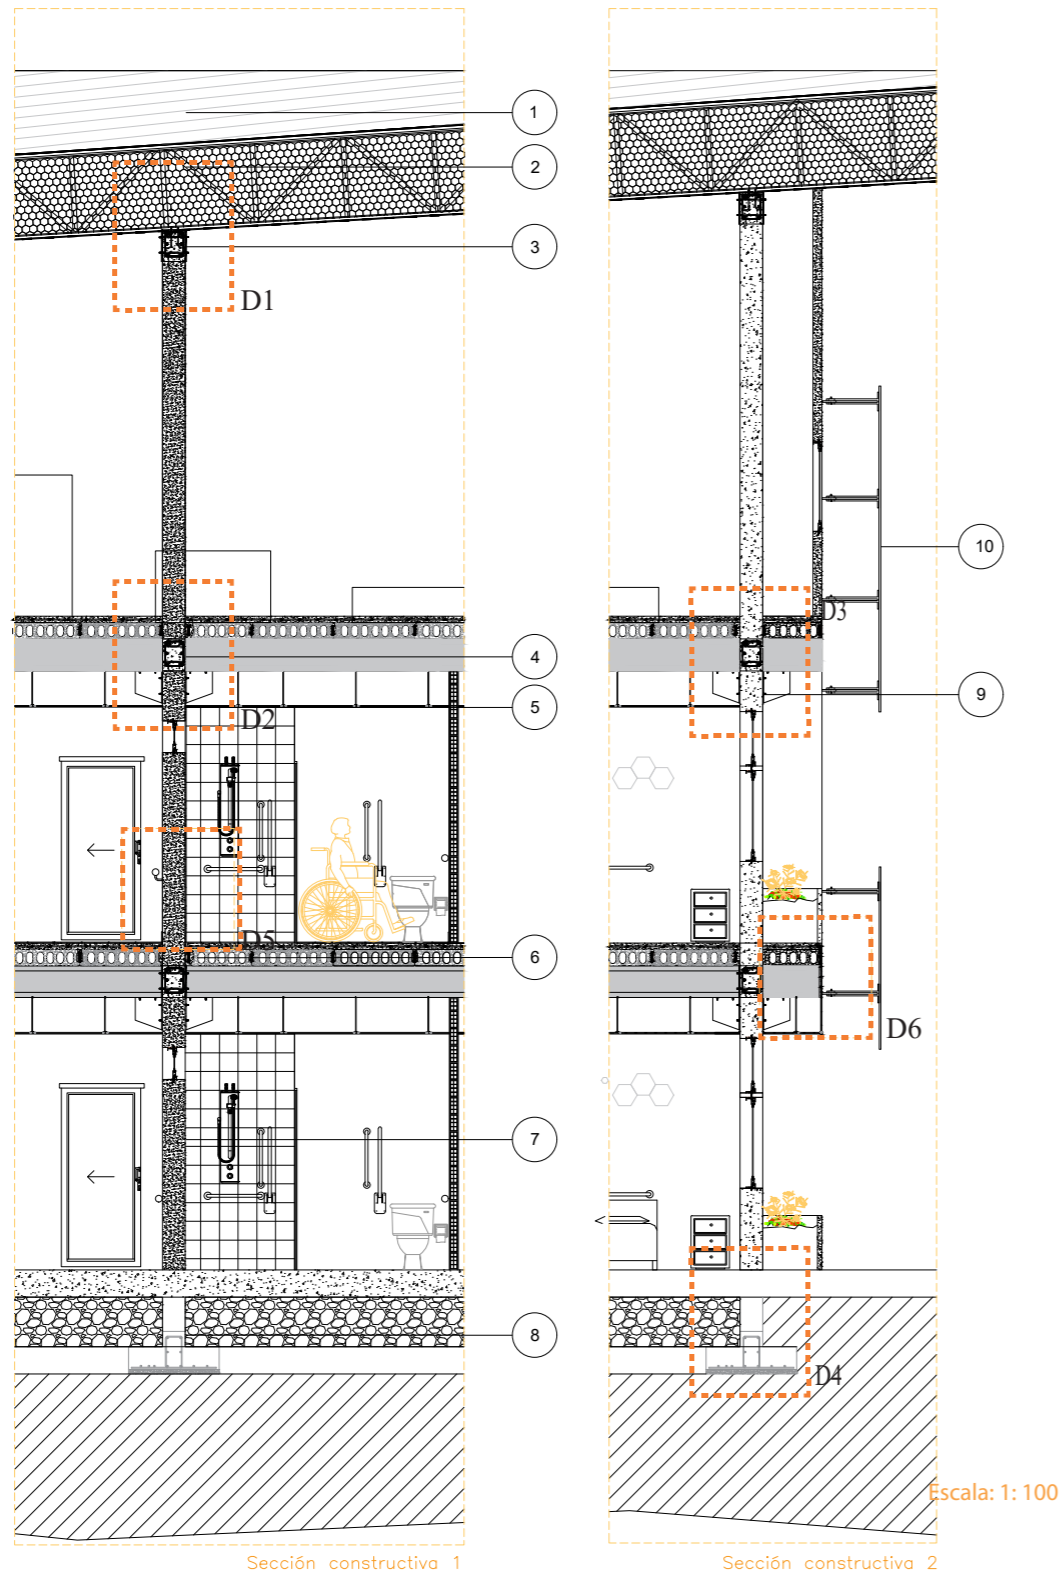 1
2
3
D1
10
D3
4
5
9
D2
D5
6
D6
7
8
D4
Escala: 1: 100
Sección constructiva 1
Sección constructiva 2